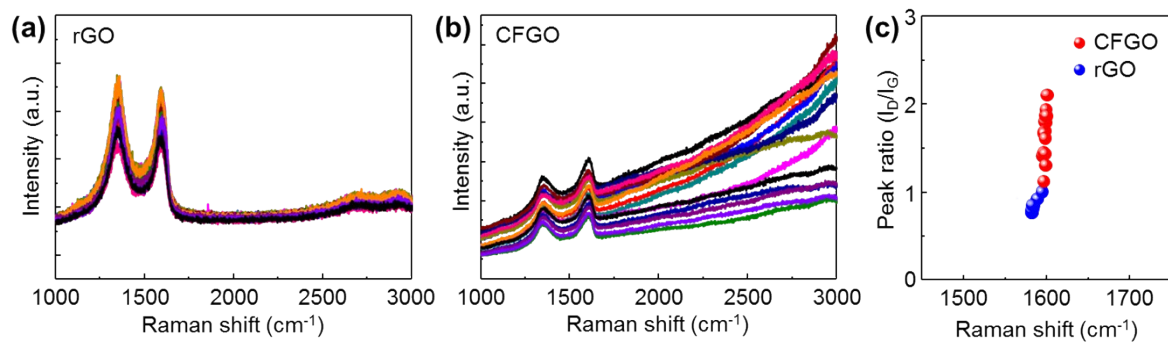 (a)
rGO
Intensity (a.u.)
1000 1500 2000 2500 3000
Raman shift (cm⁻¹)
(b)
CFGO
Intensity (a.u.)
1000 1500 2000 2500 3000
Raman shift (cm⁻¹)
(c)
CFGO
rGO
Peak ratio (I_D/I_G)
3
2
1
0
1500 1600 1700
Raman shift (cm⁻¹)